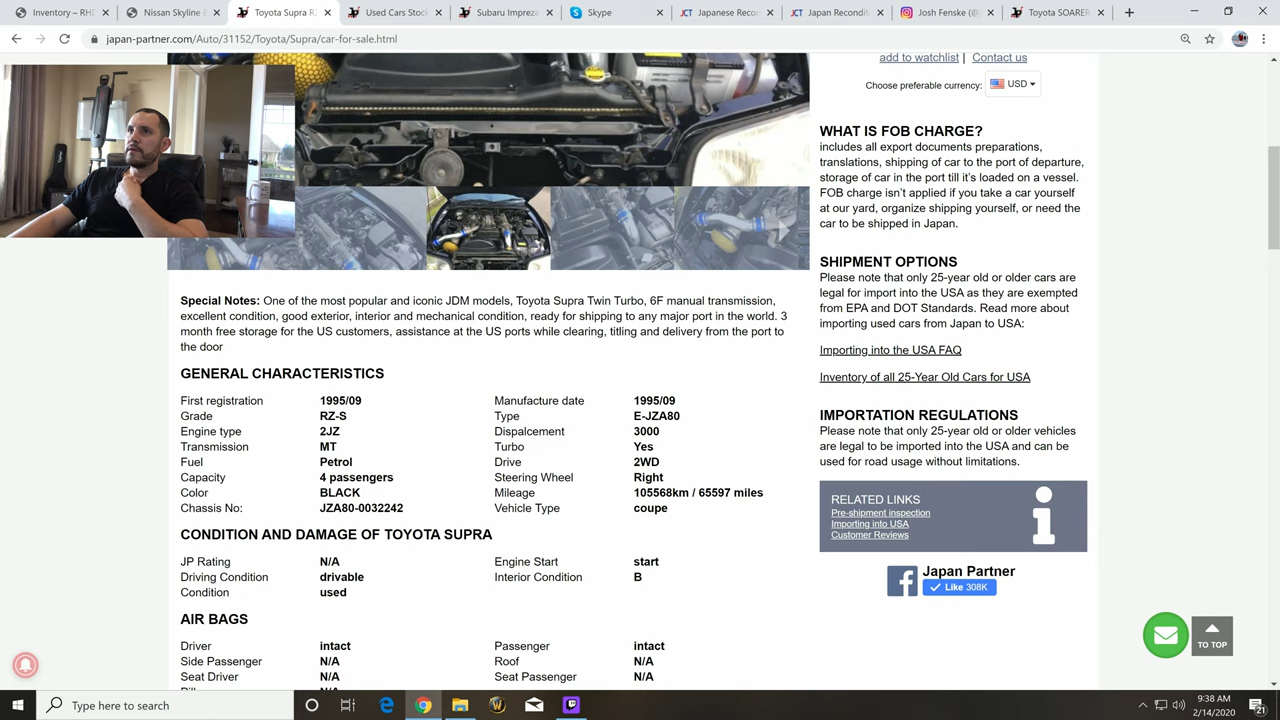 Inventory – RHD
Nissan Skyline B
Toyota Supra RZ
Used Cars Stock
Subaru Impreza
Skype
JCT Japanese Recon
JCT Japan Reconditi
Josh Fenske (@
Toyota SOARER
japan-partner.com/Auto/31152/Toyota/Supra/car-for-sale.html
add to watchlist | Contact us
Choose preferable currency: USD
WHAT IS FOB CHARGE?
includes all export documents preparations,
translations, shipping of car to the port of departure,
storage of car in the port till it's loaded on a vessel.
FOB charge isn't applied if you take a car yourself
at our yard, organize shipping yourself, or need the
car to be shipped in Japan.
SHIPMENT OPTIONS
Please note that only 25-year old or older cars are
legal for import into the USA as they are exempted
from EPA and DOT Standards. Read more about
importing used cars from Japan to USA:
Importing into the USA FAQ
Inventory of all 25-Year Old Cars for USA
IMPORTATION REGULATIONS
Please note that only 25-year old or older vehicles
are legal to be imported into the USA and can be
used for road usage without limitations.
RELATED LINKS
Pre-shipment inspection
Importing into USA
Customer Reviews
Japan Partner
Like 308K
TO TOP
Special Notes: One of the most popular and iconic JDM models, Toyota Supra Twin Turbo, 6F manual transmission,
excellent condition, good exterior, interior and mechanical condition, ready for shipping to any major port in the world. 3
month free storage for the US customers, assistance at the US ports while clearing, titling and delivery from the port to
the door
GENERAL CHARACTERISTICS
First registration 1995/09 Manufacture date 1995/09
Grade RZ-S Type E-JZA80
Engine type 2JZ Dispalcement 3000
Transmission MT Turbo Yes
Fuel Petrol Drive 2WD
Capacity 4 passengers Steering Wheel Right
Color BLACK Mileage 105568km / 65597 miles
Chassis No: JZA80-0032242 Vehicle Type coupe
CONDITION AND DAMAGE OF TOYOTA SUPRA
JP Rating N/A Engine Start start
Driving Condition drivable Interior Condition B
Condition used
AIR BAGS
Driver intact Passenger intact
Side Passenger N/A Roof N/A
Seat Driver N/A Seat Passenger N/A
Type here to search
9:38 AM
2/14/2020
21